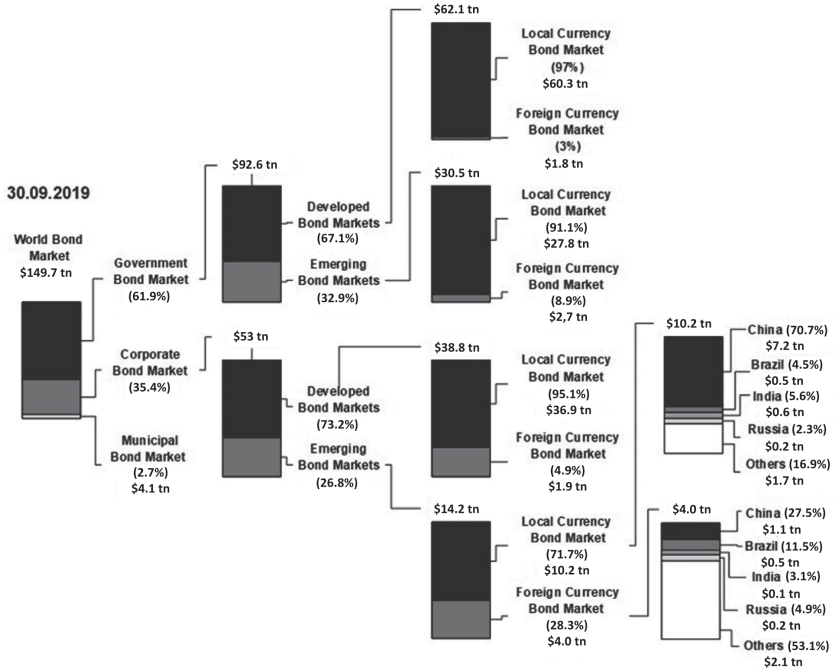 30.09.2019
World Bond
Market
$149.7 tn
Government
Bond Market
(61.9%)
Corporate
Bond Market
(35.4%)
Municipal
Bond Market
(2.7%)
$4.1 tn
$92.6 tn
Developed
Bond Markets
(67.1%)
Emerging
Bond Markets
(32.9%)
$53 tn
Developed
Bond Markets
(73.2%)
Emerging
Bond Markets
(26.8%)
$62.1 tn
Local Currency
Bond Market
(97%)
$60.3 tn
Foreign Currency
Bond Market
(3%)
$1.8 tn
$30.5 tn
Local Currency
Bond Market
(91.1%)
$27.8 tn
Foreign Currency
Bond Market
(8.9%)
$2,7 tn
$38.8 tn
Local Currency
Bond Market
(95.1%)
$36.9 tn
Foreign Currency
Bond Market
(4.9%)
$1.9 tn
$14.2 tn
Local Currency
Bond Market
(71.7%)
$10.2 tn
Foreign Currency
Bond Market
(28.3%)
$4.0 tn
$10.2 tn
China (70.7%)
$7.2 tn
Brazil (4.5%)
$0.5 tn
India (5.6%)
$0.6 tn
Russia (2.3%)
$0.2 tn
Others (16.9%)
$1.7 tn
$4.0 tn
China (27.5%)
$1.1 tn
Brazil (11.5%)
$0.5 tn
India (3.1%)
$0.1 tn
Russia (4.9%)
$0.2 tn
Others (53.1%)
$2.1 tn